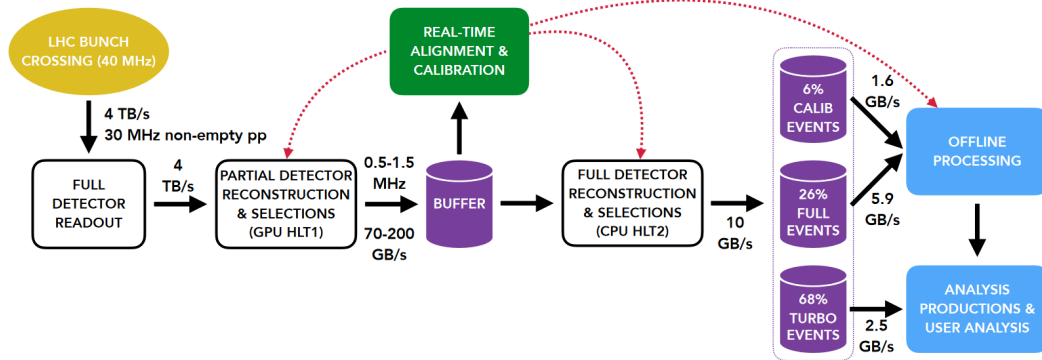 LHC BUNCH
CROSSING (40 MHz)
4 TB/s
30 MHz non-empty pp
FULL
DETECTOR
READOUT
4
TB/s
PARTIAL DETECTOR
RECONSTRUCTION
& SELECTIONS
(GPU HLT1)
0.5-1.5
MHz
70-200
GB/s
REAL-TIME
ALIGNMENT &
CALIBRATION
BUFFER
FULL DETECTOR
RECONSTRUCTION
& SELECTIONS
(CPU HLT2)
10
GB/s
6%
CALIB
EVENTS
26%
FULL
EVENTS
68%
TURBO
EVENTS
1.6
GB/s
5.9
GB/s
2.5
GB/s
OFFLINE
PROCESSING
ANALYSIS
PRODUCTIONS &
USER ANALYSIS